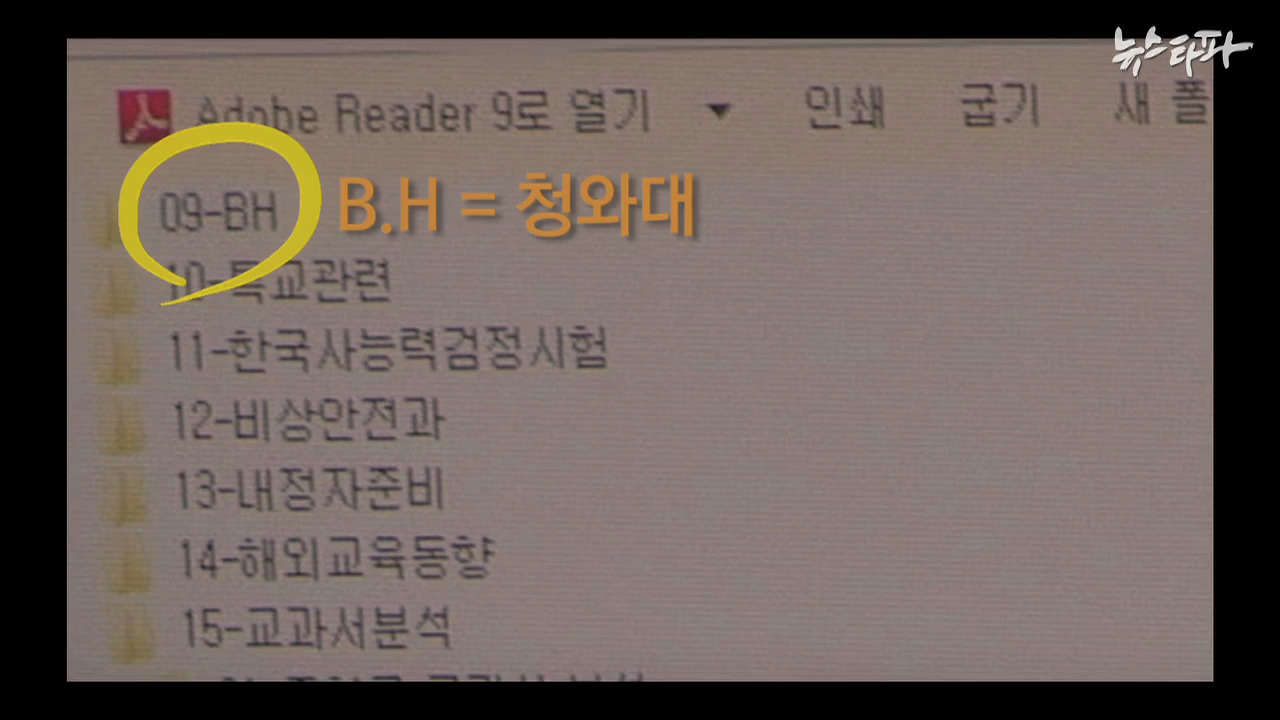 뉴스타파
Adobe Reader 9로 열기 인쇄 굽기 새 폴
09-BH
B.H = 청와대
10-특교관련
11-한국사능력검정시험
12-비상안전과
13-내정자준비
14-해외교육동향
15-교과서분석